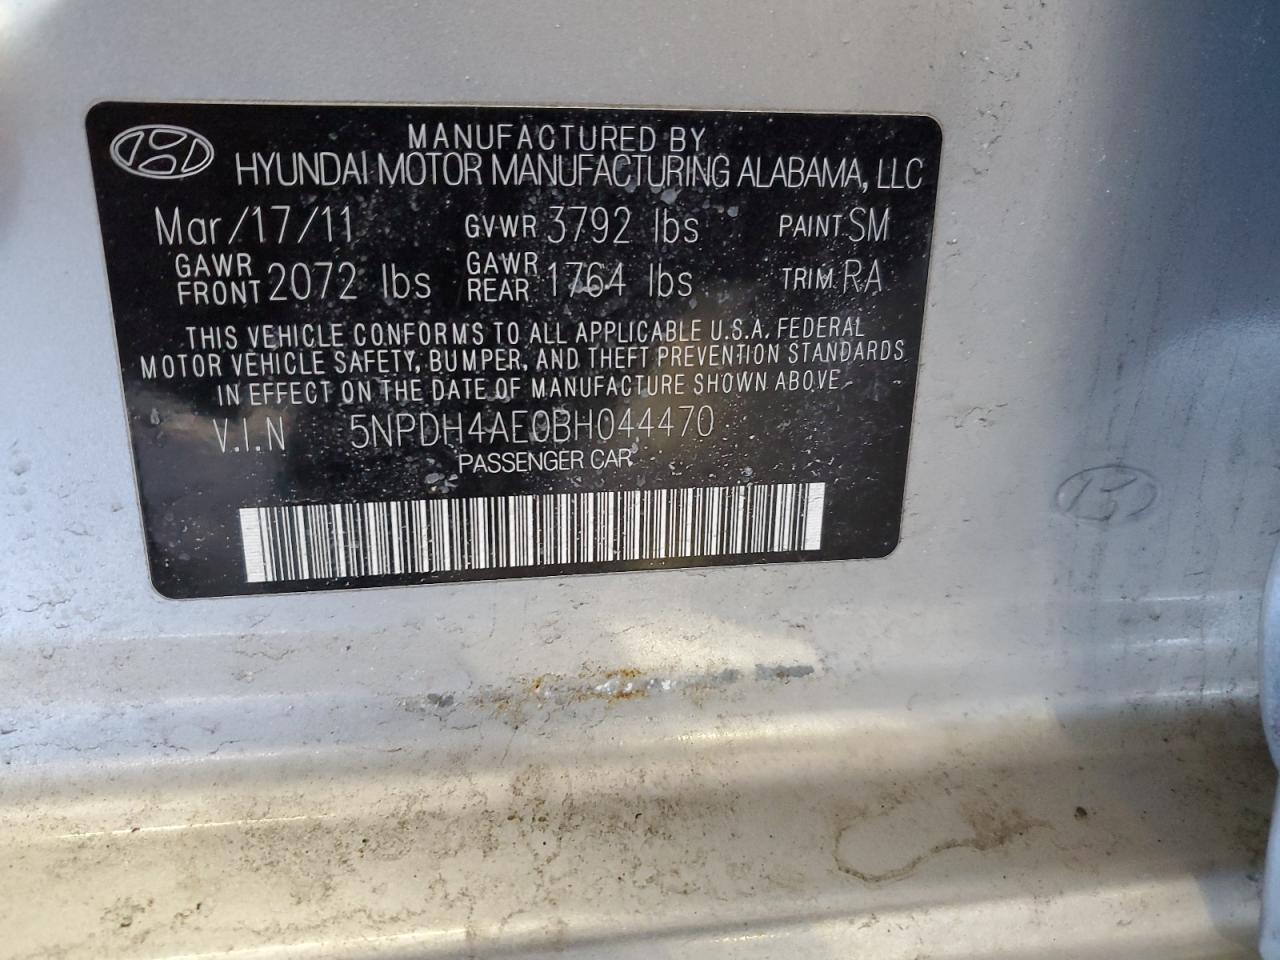 MANUFACTURED BY
HYUNDAI MOTOR MANUFACTURING ALABAMA, LLC
Mar/17/11 GVWR 3792 lbs PAINT SM
GAWR FRONT 2072 lbs GAWR REAR 1764 lbs TRIM RA
THIS VEHICLE CONFORMS TO ALL APPLICABLE U.S.A. FEDERAL
MOTOR VEHICLE SAFETY, BUMPER, AND THEFT PREVENTION STANDARDS
IN EFFECT ON THE DATE OF MANUFACTURE SHOWN ABOVE.
V.I.N 5NPDH4AE0BH044470
PASSENGER CAR